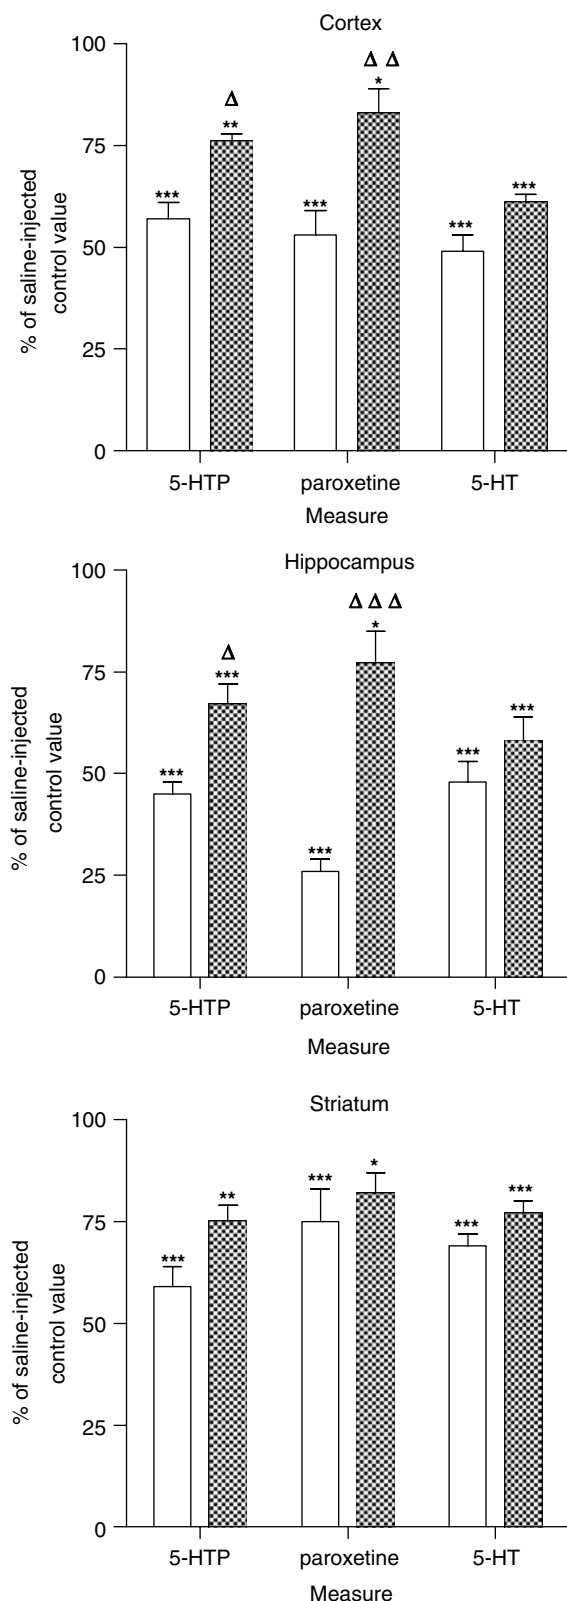 Cortex
100
Δ Δ
*
Δ
**
75
***
***
***
***
50
25
0
5-HTP paroxetine 5-HT
Measure
% of saline-injected
control value
Hippocampus
100
Δ Δ Δ
*
Δ
***
75
***
***
***
50
***
25
0
5-HTP paroxetine 5-HT
Measure
% of saline-injected
control value
Striatum
100
*
***
**
***
75
***
***
50
25
0
5-HTP paroxetine 5-HT
Measure
% of saline-injected
control value